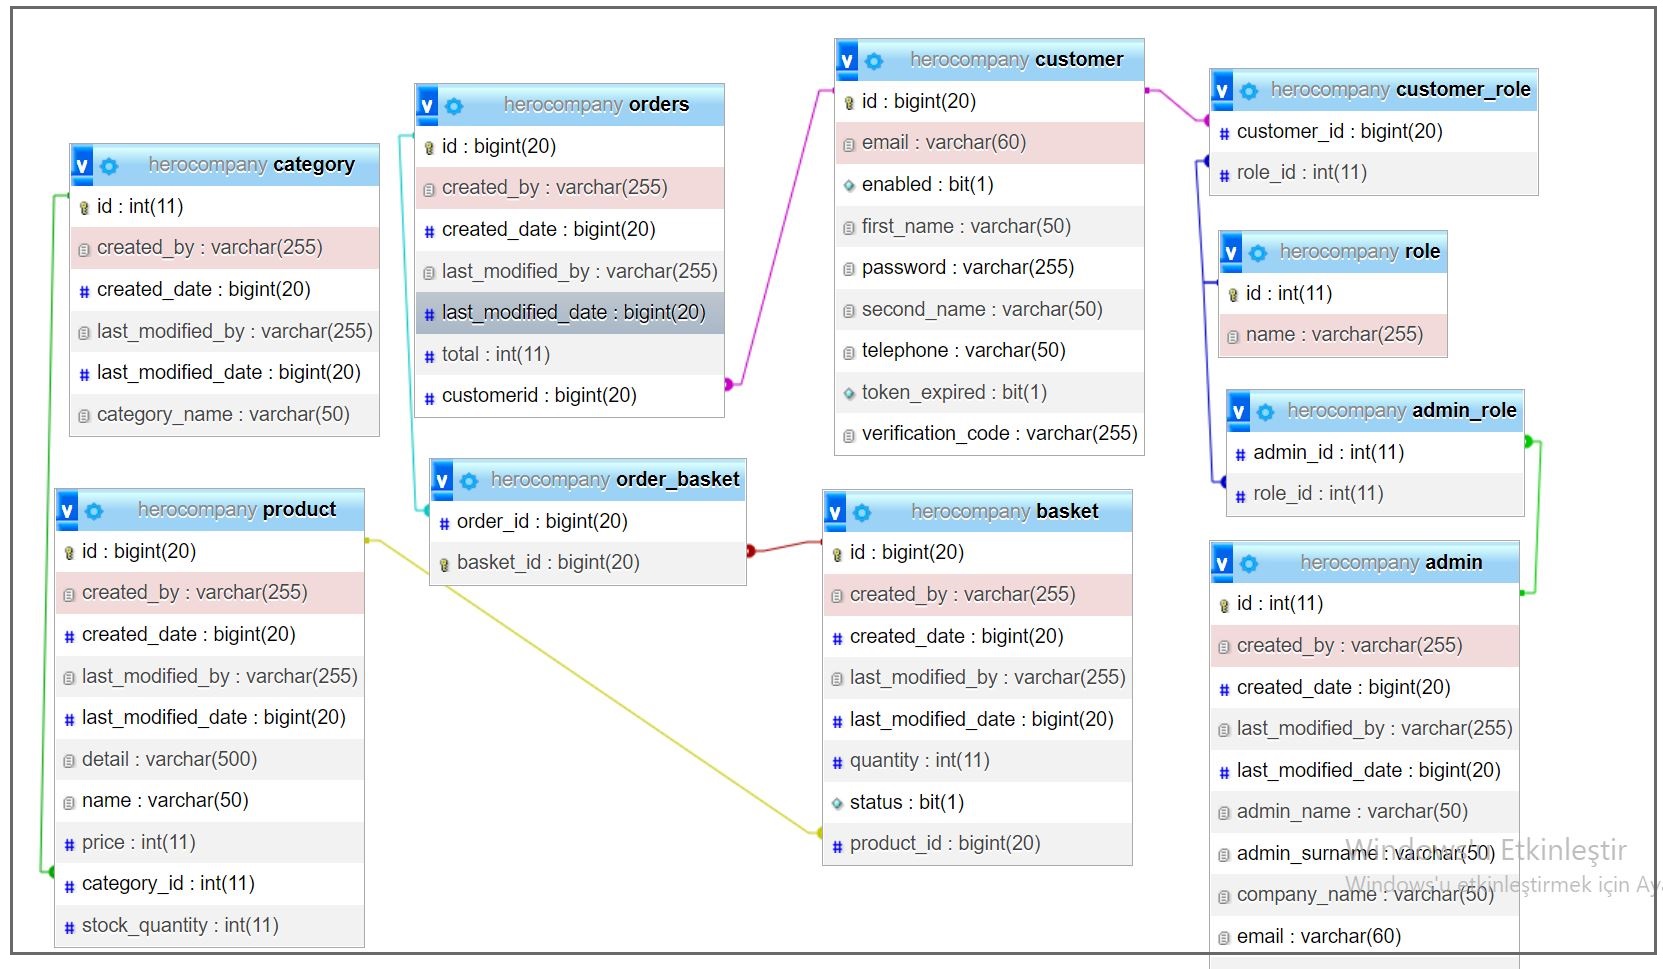 herocompany category
id : int(11)
created_by : varchar(255)
created_date : bigint(20)
last_modified_by : varchar(255)
last_modified_date : bigint(20)
category_name : varchar(50)
herocompany orders
id : bigint(20)
created_by : varchar(255)
created_date : bigint(20)
last_modified_by : varchar(255)
last_modified_date : bigint(20)
total : int(11)
customerid : bigint(20)
herocompany customer
id : bigint(20)
email : varchar(60)
enabled : bit(1)
first_name : varchar(50)
password : varchar(255)
second_name : varchar(50)
telephone : varchar(50)
token_expired : bit(1)
verification_code : varchar(255)
herocompany customer_role
customer_id : bigint(20)
role_id : int(11)
herocompany role
id : int(11)
name : varchar(255)
herocompany admin_role
admin_id : int(11)
role_id : int(11)
herocompany product
id : bigint(20)
created_by : varchar(255)
created_date : bigint(20)
last_modified_by : varchar(255)
last_modified_date : bigint(20)
detail : varchar(500)
name : varchar(50)
price : int(11)
category_id : int(11)
stock_quantity : int(11)
herocompany order_basket
order_id : bigint(20)
basket_id : bigint(20)
herocompany basket
id : bigint(20)
created_by : varchar(255)
created_date : bigint(20)
last_modified_by : varchar(255)
last_modified_date : bigint(20)
quantity : int(11)
status : bit(1)
product_id : bigint(20)
herocompany admin
id : int(11)
created_by : varchar(255)
created_date : bigint(20)
last_modified_by : varchar(255)
last_modified_date : bigint(20)
admin_name : varchar(50)
admin_surname : varchar(50)
company_name : varchar(50)
email : varchar(60)
Windows'u Etkinleştir
Windows'u etkinleştirmek için